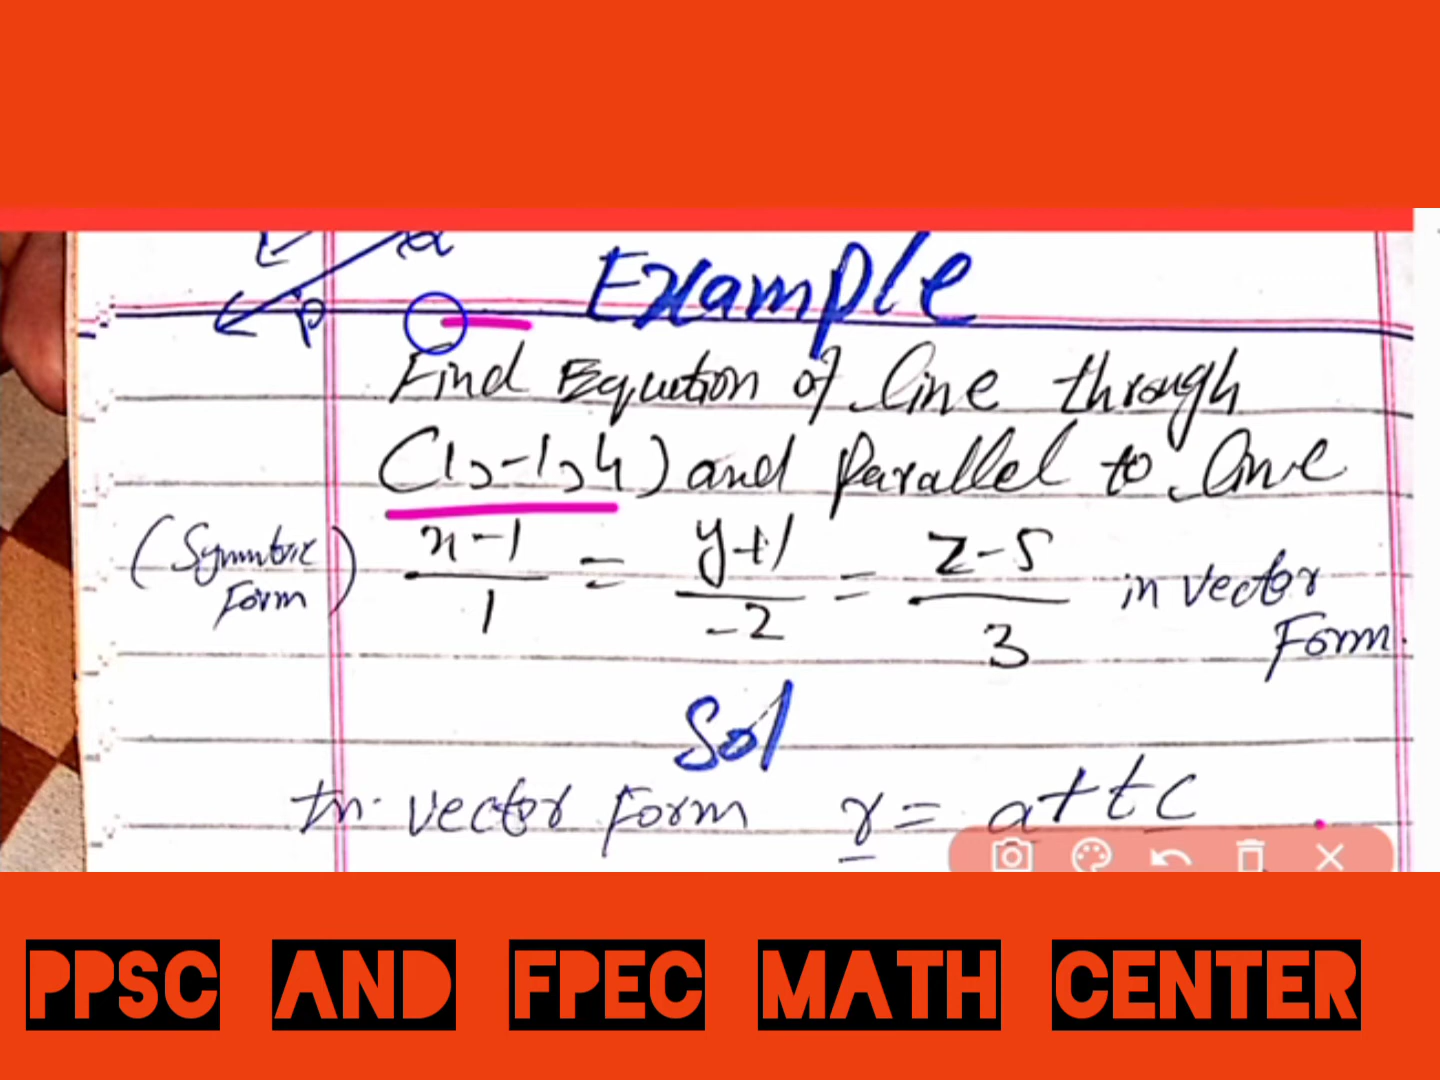 α
L
P
Example
Find Equation of line through
(1, -1, 4) and parallel to line
(Symmtric Form) x-1/1 = y+1/-2 = z-5/3 in vector Form.
Sol
In vector Form r = a + tc
PPSC AND FPEC MATH CENTER